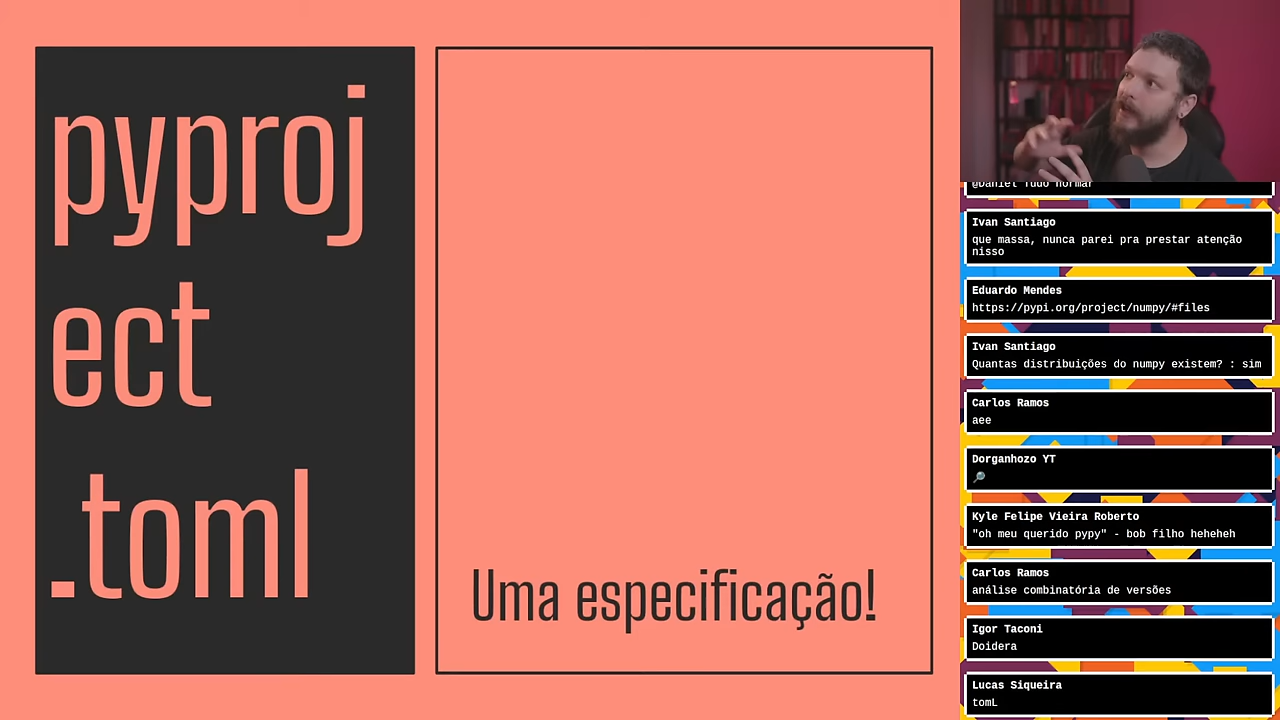 pyproj
ect
.toml
Uma especificação!
@Daniel Tudo normar
Ivan Santiago
que massa, nunca parei pra prestar atenção
nisso
Eduardo Mendes
https://pypi.org/project/numpy/#files
Ivan Santiago
Quantas distribuições do numpy existem? : sim
Carlos Ramos
aee
Dorganhozo YT
🔎
Kyle Felipe Vieira Roberto
"oh meu querido pypy" - bob filho heheheh
Carlos Ramos
análise combinatória de versões
Igor Taconi
Doidera
Lucas Siqueira
tomL